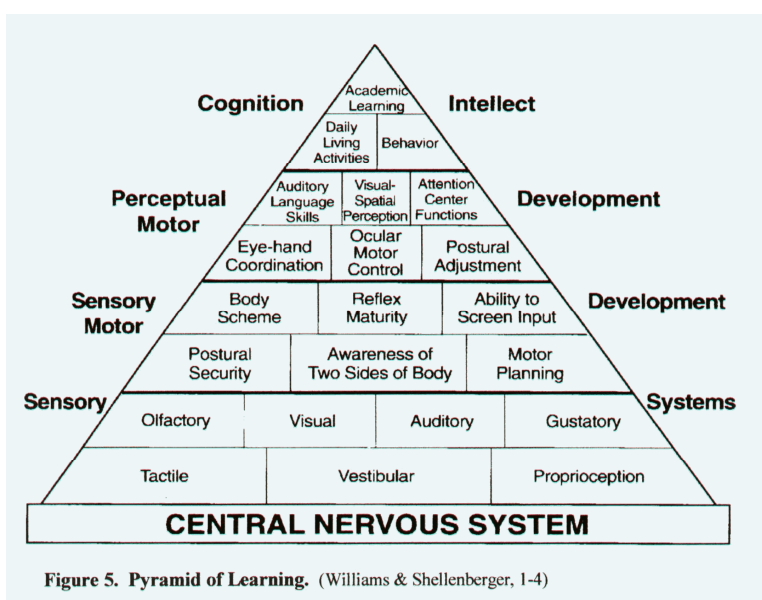 Cognition
Intellect
Academic
Learning
Daily
Living
Activities
Behavior
Perceptual
Motor
Development
Auditory
Language
Skills
Visual-
Spatial
Perception
Attention
Center
Functions
Eye-hand
Coordination
Ocular
Motor
Control
Postural
Adjustment
Sensory
Motor
Development
Body
Scheme
Reflex
Maturity
Ability to
Screen Input
Postural
Security
Awareness of
Two Sides of Body
Motor
Planning
Sensory
Systems
Olfactory
Visual
Auditory
Gustatory
Tactile
Vestibular
Proprioception
CENTRAL NERVOUS SYSTEM
Figure 5. Pyramid of Learning. (Williams & Shellenberger, 1-4)